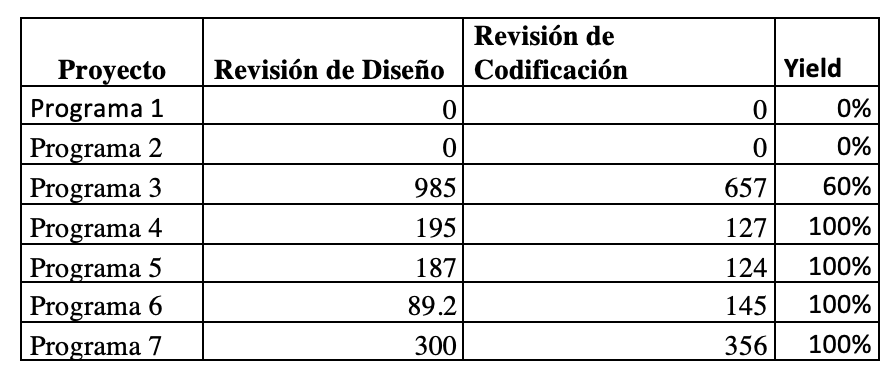 Proyecto Revisión de Diseño Revisión de Codificación Yield
Programa 1 0 0 0%
Programa 2 0 0 0%
Programa 3 985 657 60%
Programa 4 195 127 100%
Programa 5 187 124 100%
Programa 6 89.2 145 100%
Programa 7 300 356 100%